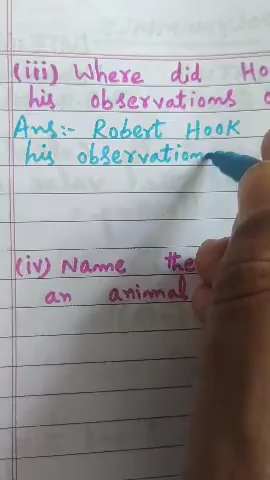 (iii) Where did Ho
his observations
Ans:- Robert Hook
his observation
(iv) Name the
an animal